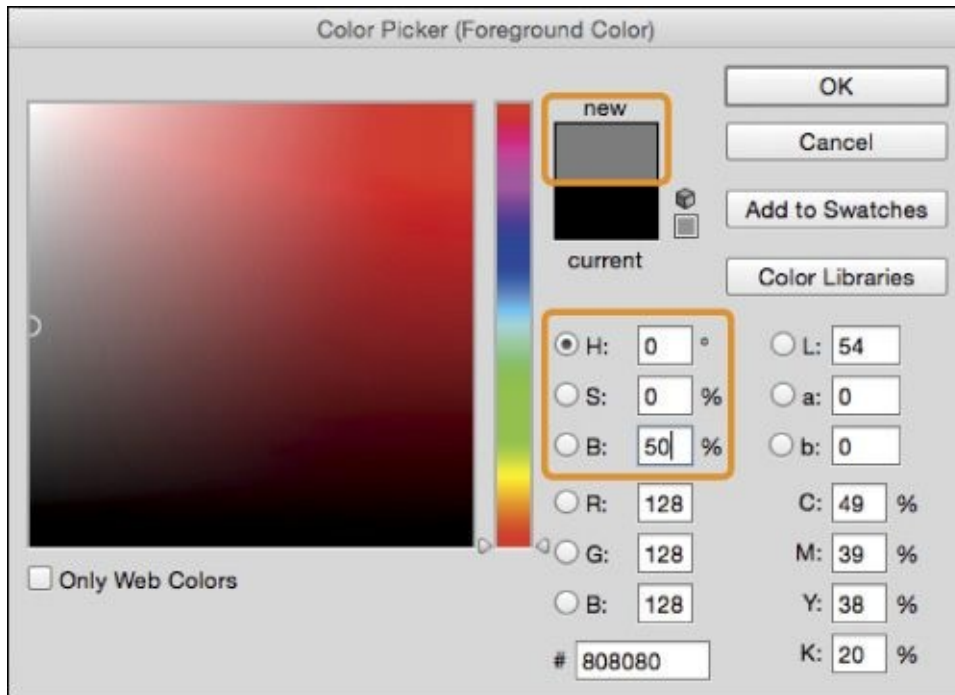 Color Picker (Foreground Color)
new
current
OK
Cancel
Add to Swatches
Color Libraries
H: 0 °
S: 0 %
B: 50 %
R: 128
G: 128
B: 128
# 808080
L: 54
a: 0
b: 0
C: 49 %
M: 39 %
Y: 38 %
K: 20 %
Only Web Colors